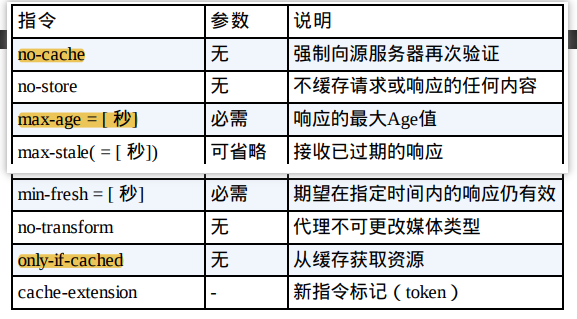 指令 参数 说明
no-cache 无 强制向源服务器再次验证
no-store 无 不缓存请求或响应的任何内容
max-age = [ 秒] 必需 响应的最大Age值
max-stale( = [ 秒]) 可省略 接收已过期的响应
min-fresh = [ 秒] 必需 期望在指定时间内的响应仍有效
no-transform 无 代理不可更改媒体类型
only-if-cached 无 从缓存获取资源
cache-extension - 新指令标记（token）